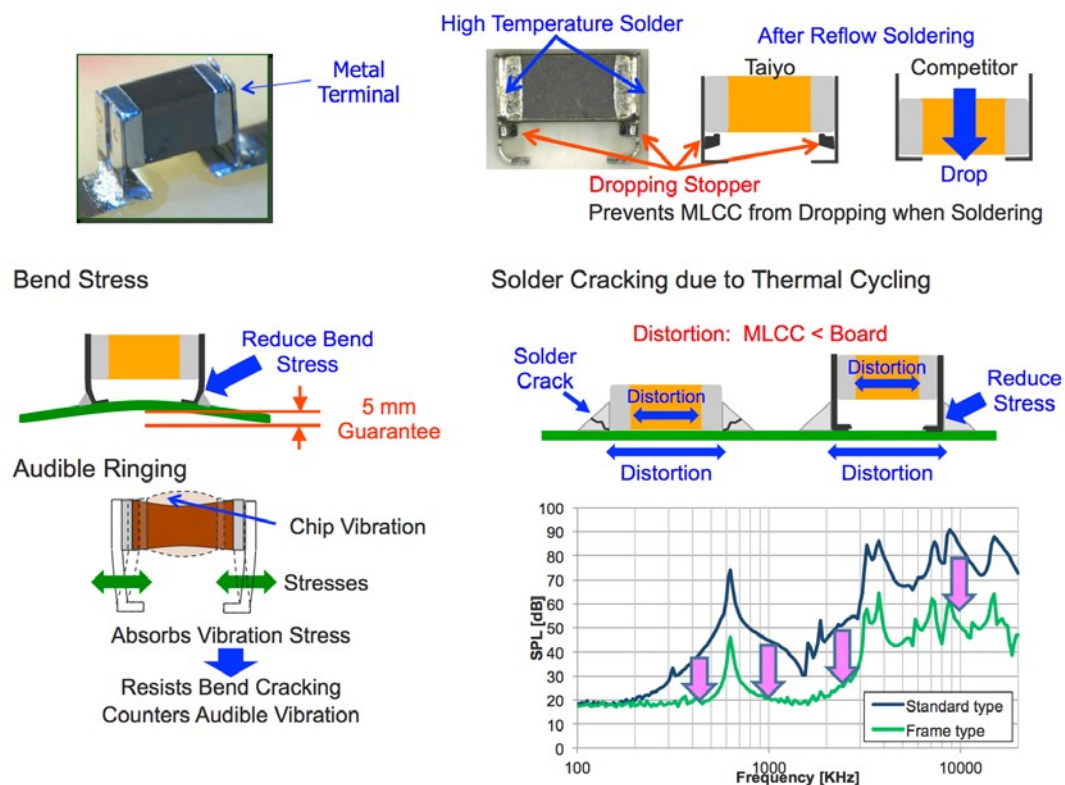 Metal
Terminal
High Temperature Solder
After Reflow Soldering
Taiyo
Competitor
Drop
Dropping Stopper
Prevents MLCC from Dropping when Soldering
Bend Stress
Reduce Bend
Stress
5 mm
Guarantee
Solder Cracking due to Thermal Cycling
Distortion: MLCC < Board
Solder
Crack
Distortion
Distortion
Distortion
Reduce
Stress
Distortion
Audible Ringing
Chip Vibration
Stresses
Absorbs Vibration Stress
Resists Bend Cracking
Counters Audible Vibration
SPL [dB]
100
90
80
70
60
50
40
30
20
10
0
100
1000
10000
Frequency [KHz]
Standard type
Frame type